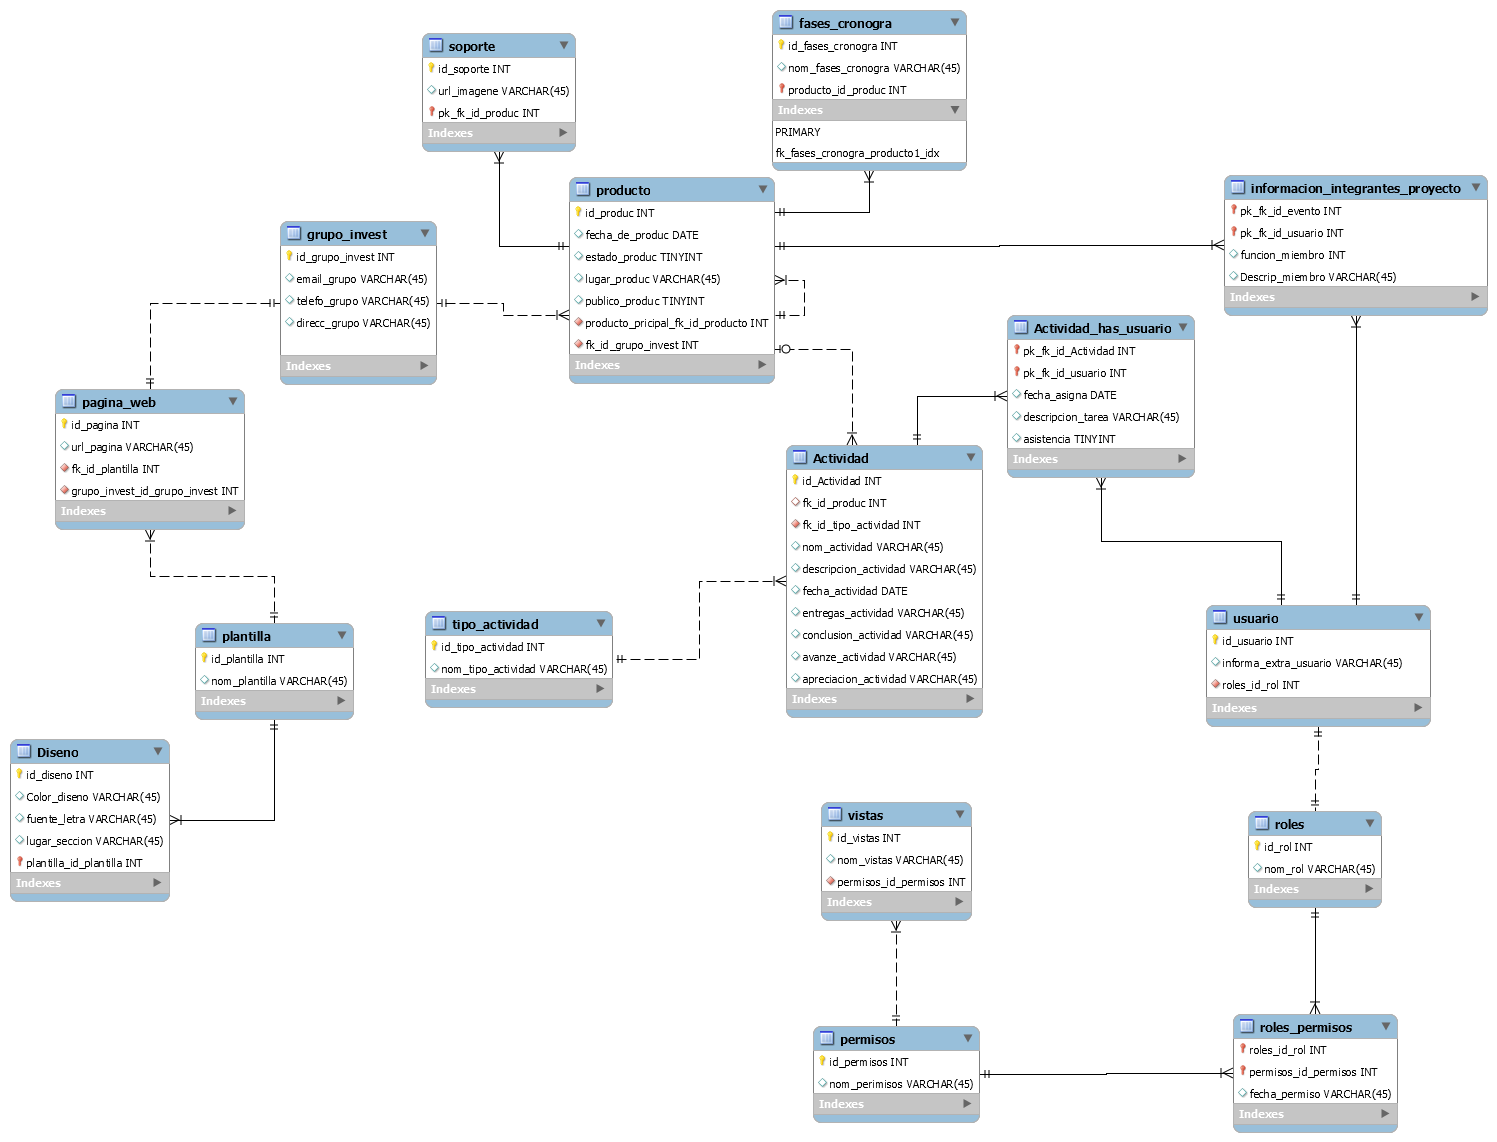 fases_cronogra
id_fases_cronogra INT
nom_fases_cronogra VARCHAR(45)
producto_id_produc INT
Indexes
PRIMARY
fk_fases_cronogra_producto1_idx
soporte
id_soporte INT
url_imagene VARCHAR(45)
pk_fk_id_produc INT
Indexes
producto
id_produc INT
fecha_de_produc DATE
estado_produc TINYINT
lugar_produc VARCHAR(45)
publico_produc TINYINT
producto_pricipal_fk_id_producto INT
fk_id_grupo_invest INT
Indexes
informacion_integrantes_proyecto
pk_fk_id_evento INT
pk_fk_id_usuario INT
funcion_miembro INT
Descrip_miembro VARCHAR(45)
Indexes
grupo_invest
id_grupo_invest INT
email_grupo VARCHAR(45)
telefo_grupo VARCHAR(45)
direcc_grupo VARCHAR(45)
Indexes
Actividad_has_usuario
pk_fk_id_Actividad INT
pk_fk_id_usuario INT
fecha_asigna DATE
descripcion_tarea VARCHAR(45)
asistencia TINYINT
Indexes
pagina_web
id_pagina INT
url_pagina VARCHAR(45)
fk_id_plantilla INT
grupo_invest_id_grupo_invest INT
Indexes
Actividad
id_Actividad INT
fk_id_produc INT
fk_id_tipo_actividad INT
nom_actividad VARCHAR(45)
descripcion_actividad VARCHAR(45)
fecha_actividad DATE
entregas_actividad VARCHAR(45)
conclusion_actividad VARCHAR(45)
avanze_actividad VARCHAR(45)
apreciacion_actividad VARCHAR(45)
Indexes
tipo_actividad
id_tipo_actividad INT
nom_tipo_actividad VARCHAR(45)
Indexes
usuario
id_usuario INT
informa_extra_usuario VARCHAR(45)
roles_id_rol INT
Indexes
plantilla
id_plantilla INT
nom_plantilla VARCHAR(45)
Indexes
Diseno
id_diseno INT
Color_diseno VARCHAR(45)
fuente_letra VARCHAR(45)
lugar_seccion VARCHAR(45)
plantilla_id_plantilla INT
Indexes
vistas
id_vistas INT
nom_vistas VARCHAR(45)
permisos_id_permisos INT
Indexes
roles
id_rol INT
nom_rol VARCHAR(45)
Indexes
permisos
id_permisos INT
nom_perimisos VARCHAR(45)
Indexes
roles_permisos
roles_id_rol INT
permisos_id_permisos INT
fecha_permiso VARCHAR(45)
Indexes